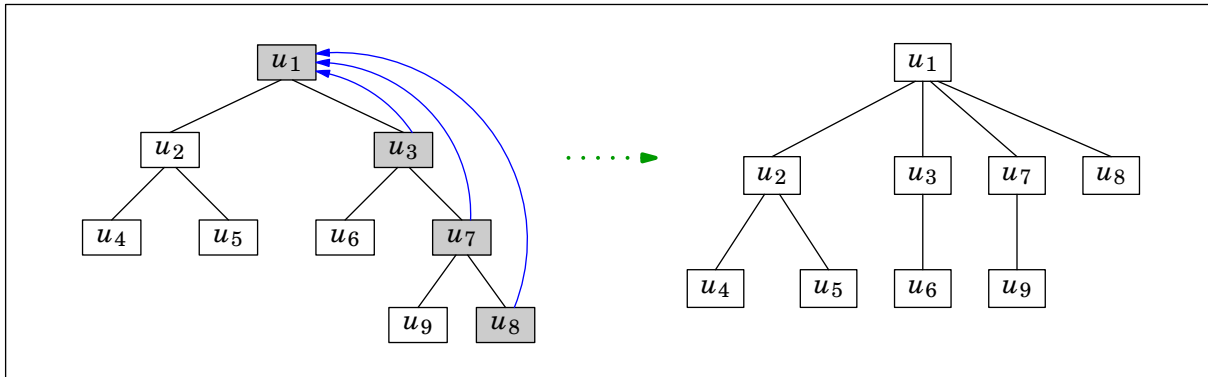 u₁ u₁
u₂ u₃ u₂ u₃ u₇ u₈
u₄ u₅ u₆ u₇
u₄ u₅ u₆ u₉
u₉ u₈